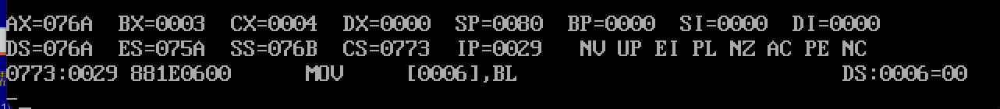 AX=076A  BX=0003  CX=0004  DX=0000  SP=0080  BP=0000  SI=0000  DI=0000
DS=076A  ES=075A  SS=076B  CS=0773  IP=0029   NV UP EI PL NZ AC PE NC
0773:0029 881E0600      MOV     [0006],BL                          DS:0006=00